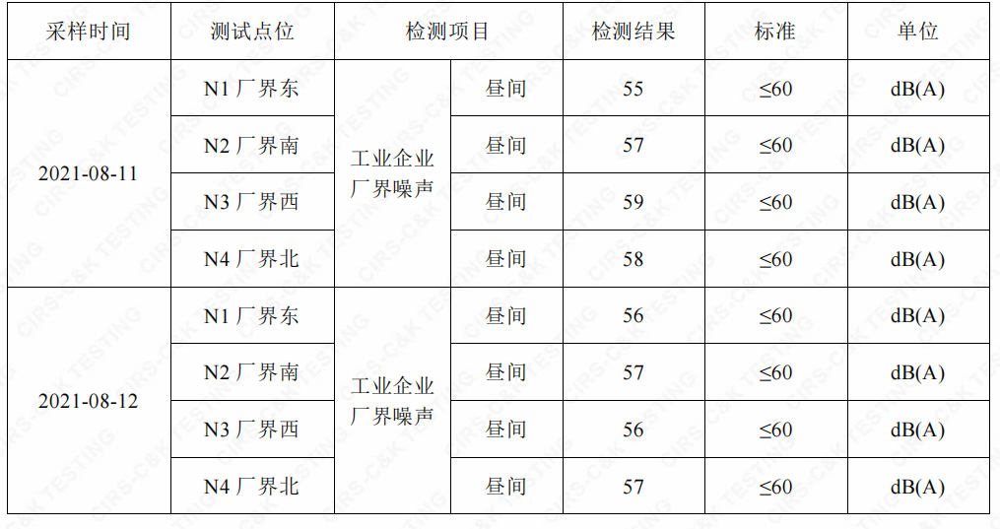 采样时间 测试点位 检测项目 检测结果 标准 单位
2021-08-11 N1 厂界东 工业企业厂界噪声 昼间 55 ≤60 dB(A)
N2 厂界南 昼间 57 ≤60 dB(A)
N3 厂界西 昼间 59 ≤60 dB(A)
N4 厂界北 昼间 58 ≤60 dB(A)
2021-08-12 N1 厂界东 工业企业厂界噪声 昼间 56 ≤60 dB(A)
N2 厂界南 昼间 57 ≤60 dB(A)
N3 厂界西 昼间 56 ≤60 dB(A)
N4 厂界北 昼间 57 ≤60 dB(A)
CIRS-C&K TESTING